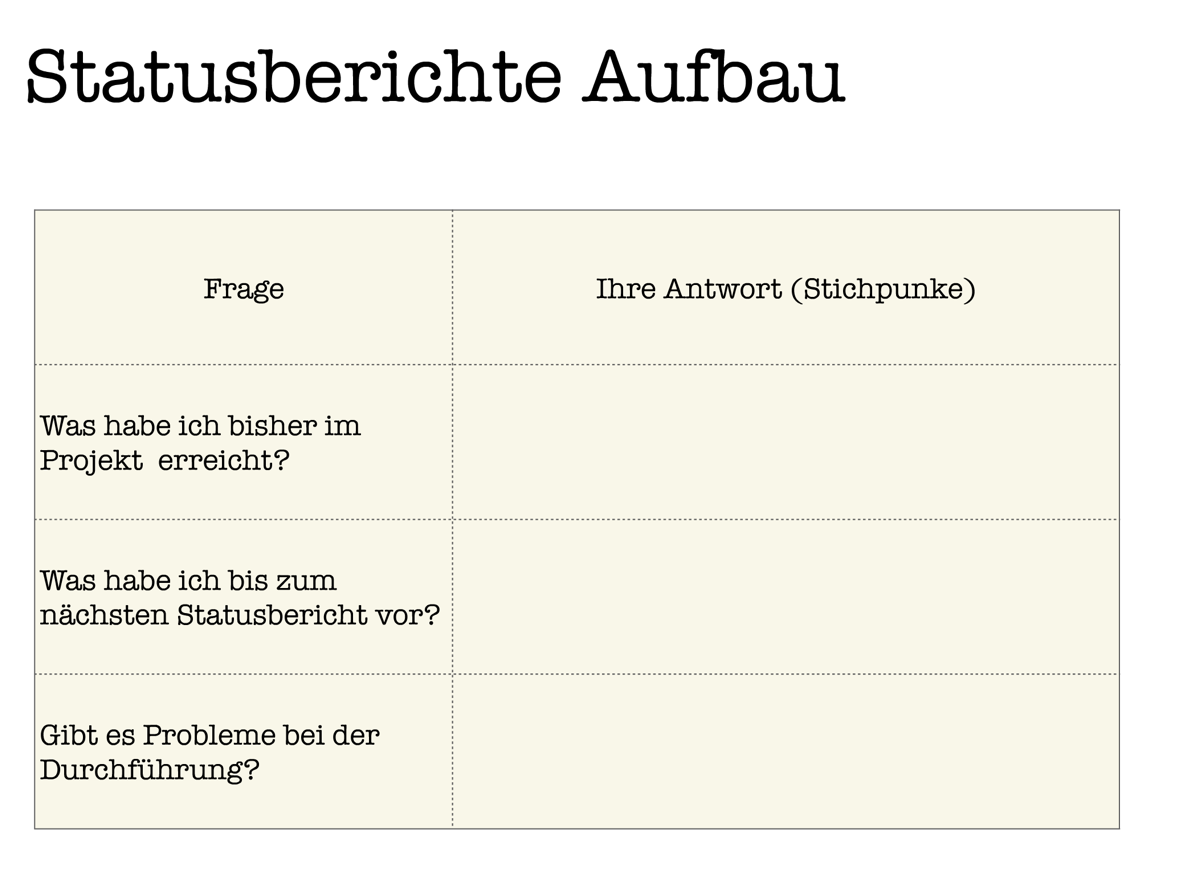 Statusberichte Aufbau
Frage
Ihre Antwort (Stichpunke)
Was habe ich bisher im
Projekt  erreicht?
Was habe ich bis zum
nächsten Statusbericht vor?
Gibt es Probleme bei der
Durchführung?